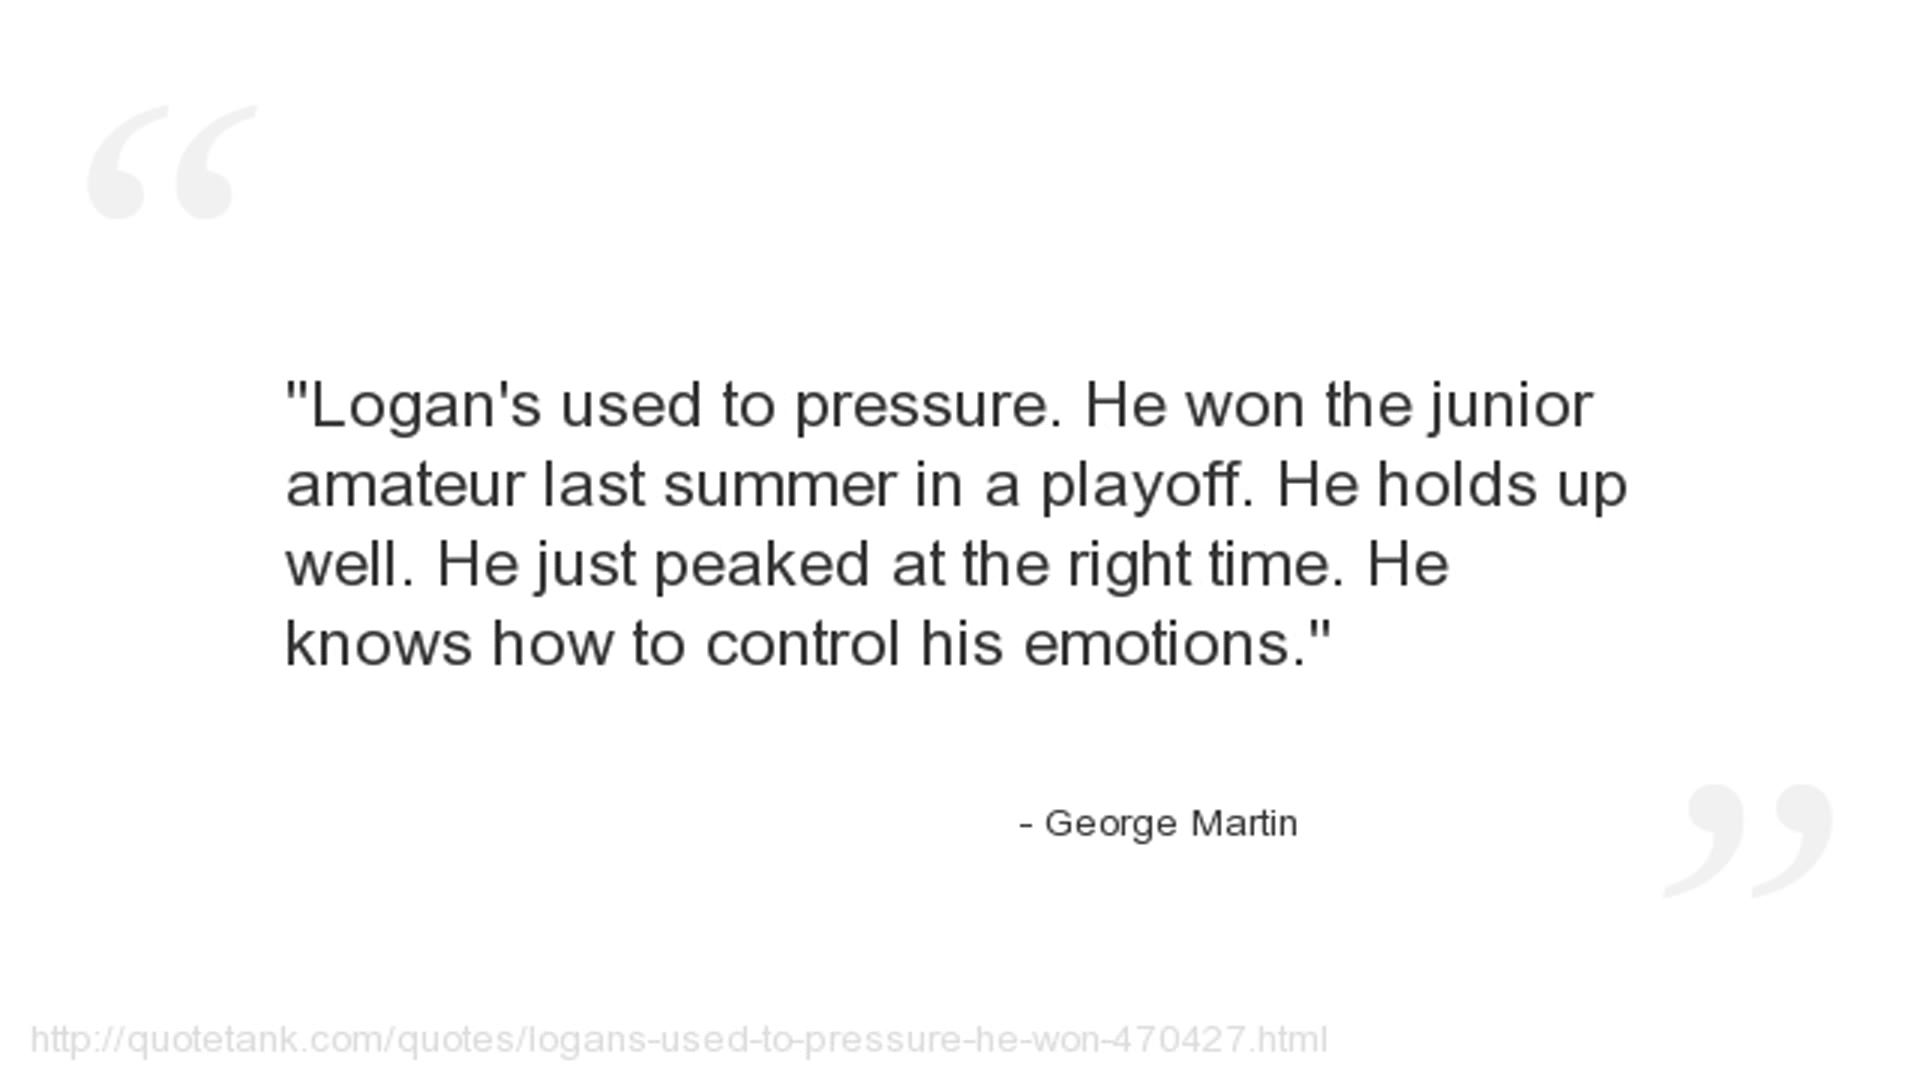 "Logan's used to pressure. He won the junior
amateur last summer in a playoff. He holds up
well. He just peaked at the right time. He
knows how to control his emotions."
- George Martin
http://quotetank.com/quotes/logans-used-to-pressure-he-won-470427.html